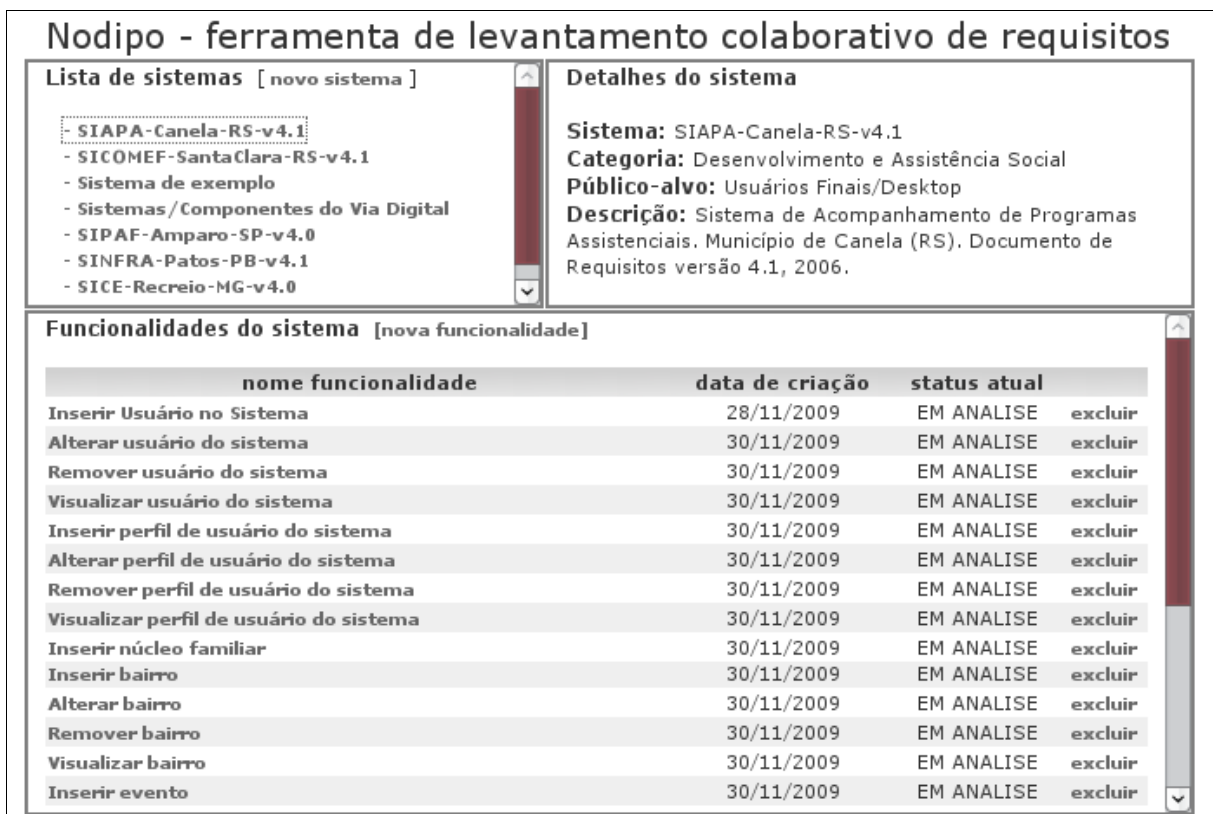 Nodipo - ferramenta de levantamento colaborativo de requisitos
Lista de sistemas [ novo sistema ]
- SIAPA-Canela-RS-v4.1
- SICOMEF-SantaClara-RS-v4.1
- Sistema de exemplo
- Sistemas/Componentes do Via Digital
- SIPAF-Amparo-SP-v4.0
- SINFRA-Patos-PB-v4.1
- SICE-Recreio-MG-v4.0
Detalhes do sistema
Sistema: SIAPA-Canela-RS-v4.1
Categoria: Desenvolvimento e Assistência Social
Público-alvo: Usuários Finais/Desktop
Descrição: Sistema de Acompanhamento de Programas
Assistenciais. Município de Canela (RS). Documento de
Requisitos versão 4.1, 2006.
Funcionalidades do sistema [nova funcionalidade]
nome funcionalidade data de criação status atual
Inserir Usuário no Sistema 28/11/2009 EM ANALISE excluir
Alterar usuário do sistema 30/11/2009 EM ANALISE excluir
Remover usuário do sistema 30/11/2009 EM ANALISE excluir
Visualizar usuário do sistema 30/11/2009 EM ANALISE excluir
Inserir perfil de usuário do sistema 30/11/2009 EM ANALISE excluir
Alterar perfil de usuário do sistema 30/11/2009 EM ANALISE excluir
Remover perfil de usuário do sistema 30/11/2009 EM ANALISE excluir
Visualizar perfil de usuário do sistema 30/11/2009 EM ANALISE excluir
Inserir núcleo familiar 30/11/2009 EM ANALISE excluir
Inserir bairro 30/11/2009 EM ANALISE excluir
Alterar bairro 30/11/2009 EM ANALISE excluir
Remover bairro 30/11/2009 EM ANALISE excluir
Visualizar bairro 30/11/2009 EM ANALISE excluir
Inserir evento 30/11/2009 EM ANALISE excluir